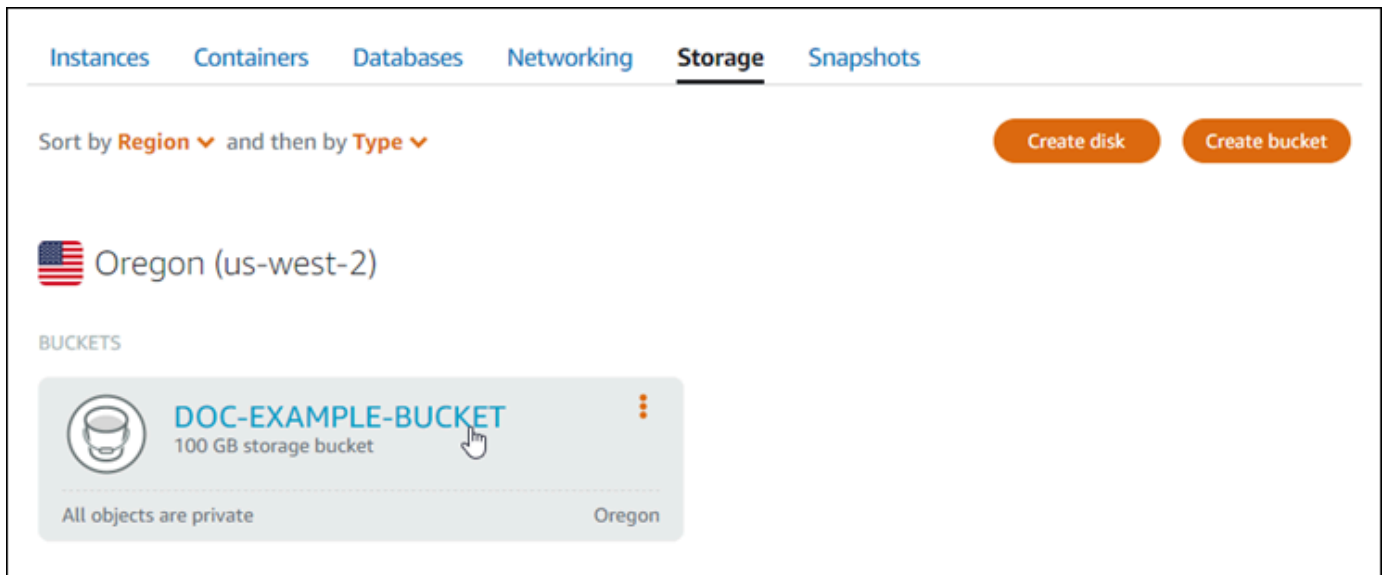 Instances Containers Databases Networking Storage Snapshots
Sort by Region and then by Type Create disk Create bucket
Oregon (us-west-2)
BUCKETS
DOC-EXAMPLE-BUCKET
100 GB storage bucket
All objects are private Oregon